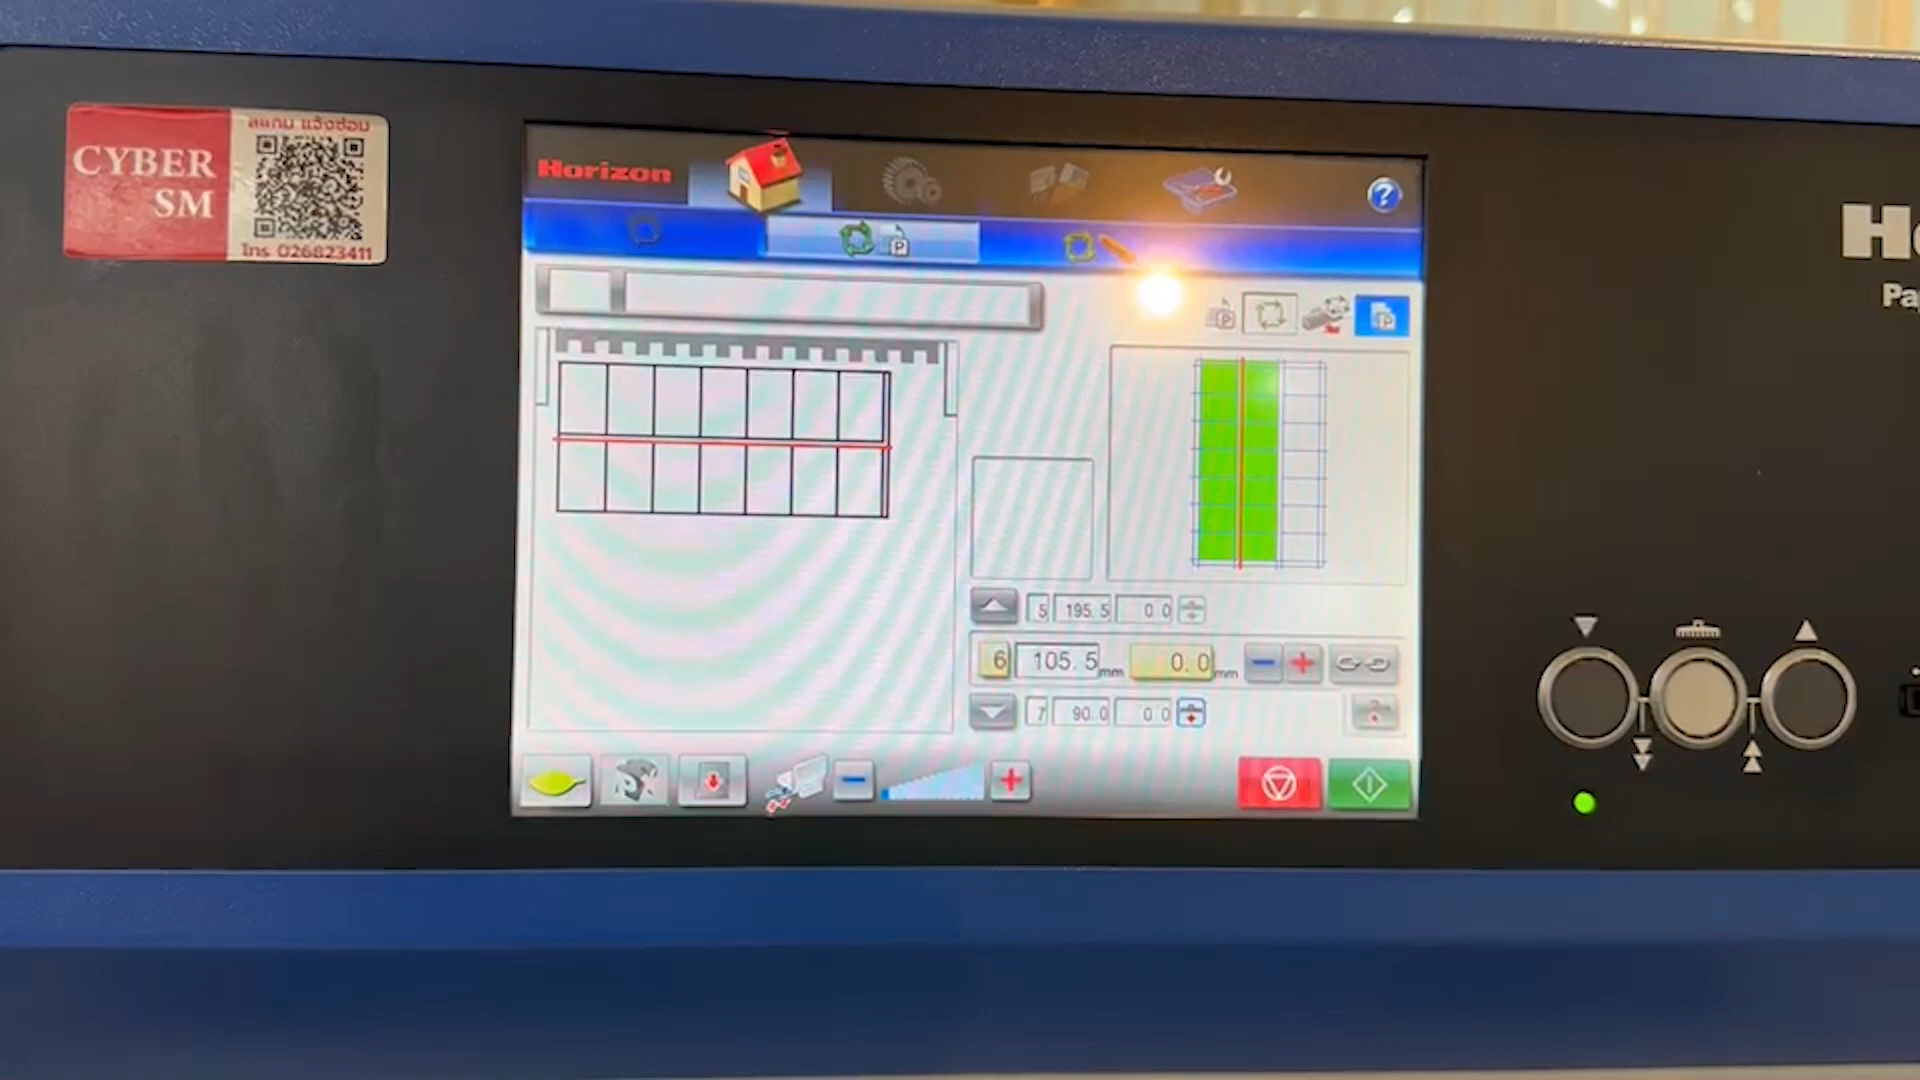 CYBER
SM
สแกน แจ้งซ่อม
โทร 026823411
Horizon
?
P
P
P
5 195.5 0.0
6 105.5 mm 0.0 mm
7 90.0 0.0
Ho
Pa